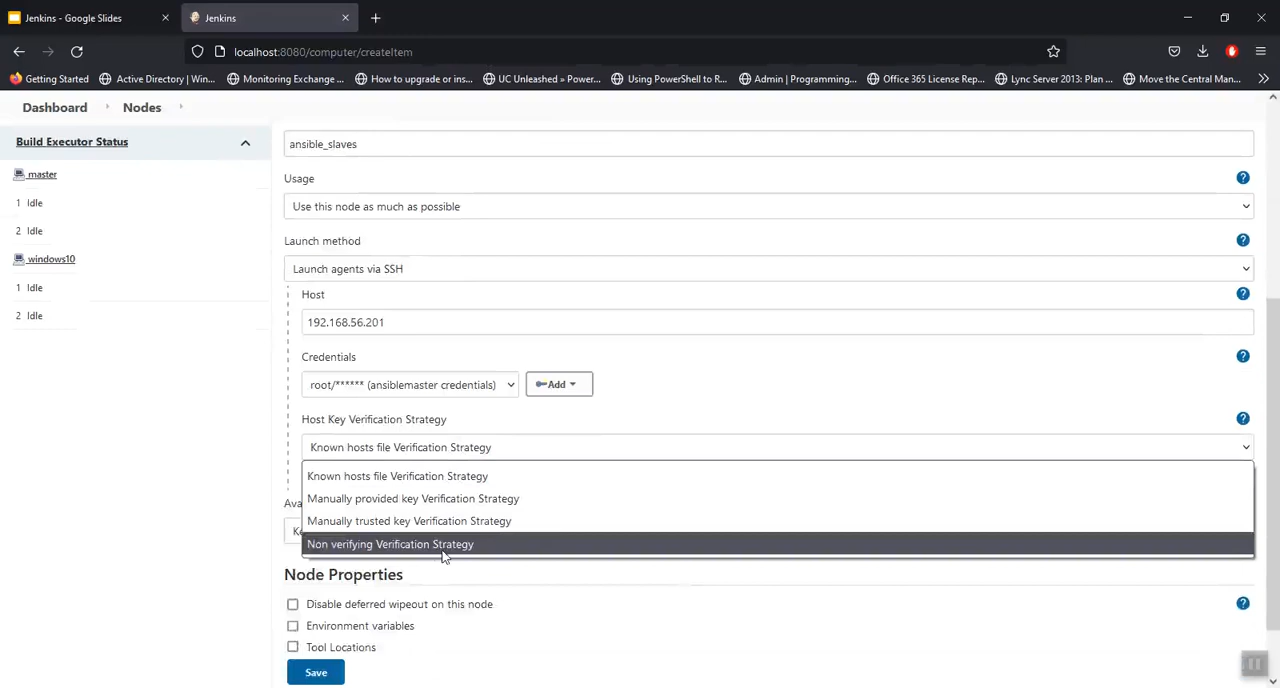 Jenkins - Google Slides
Jenkins
localhost:8080/computer/createItem
Getting Started
Active Directory | Win...
Monitoring Exchange ...
How to upgrade or ins...
UC Unleashed » Power...
Using PowerShell to R...
Admin | Programming...
Office 365 License Rep...
Lync Server 2013: Plan ...
Move the Central Man...
Dashboard
Nodes
Build Executor Status
master
1 Idle
2 Idle
windows10
1 Idle
2 Idle
ansible_slaves
Usage
Use this node as much as possible
Launch method
Launch agents via SSH
Host
192.168.56.201
Credentials
root/****** (ansiblemaster credentials)
Add
Host Key Verification Strategy
Known hosts file Verification Strategy
Known hosts file Verification Strategy
Manually provided key Verification Strategy
Manually trusted key Verification Strategy
Non verifying Verification Strategy
Ava
Ke
Node Properties
Disable deferred wipeout on this node
Environment variables
Tool Locations
Save